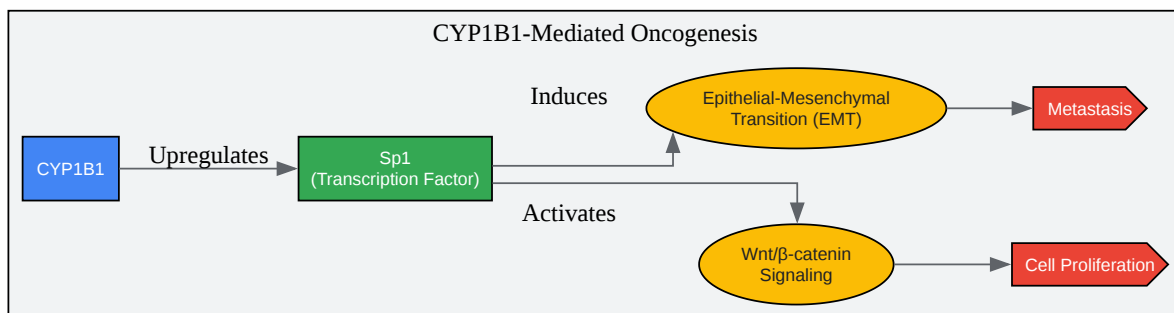 CYP1B1-Mediated Oncogenesis
CYP1B1
Upregulates
Sp1
(Transcription Factor)
Induces
Epithelial-Mesenchymal
Transition (EMT)
Metastasis
Activates
Wnt/β-catenin
Signaling
Cell Proliferation